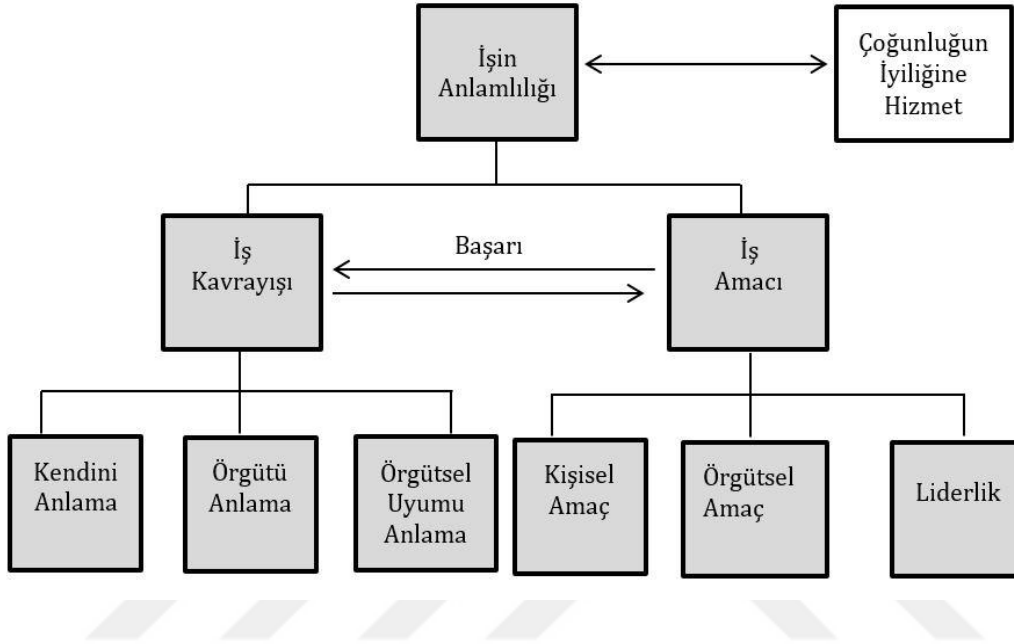 İşin
Anlamlılığı
Çoğunluğun
İyiliğine
Hizmet
İş
Kavrayışı
Başarı
İş
Amacı
Kendini
Anlama
Örgütü
Anlama
Örgütsel
Uyumu
Anlama
Kişisel
Amaç
Örgütsel
Amaç
Liderlik